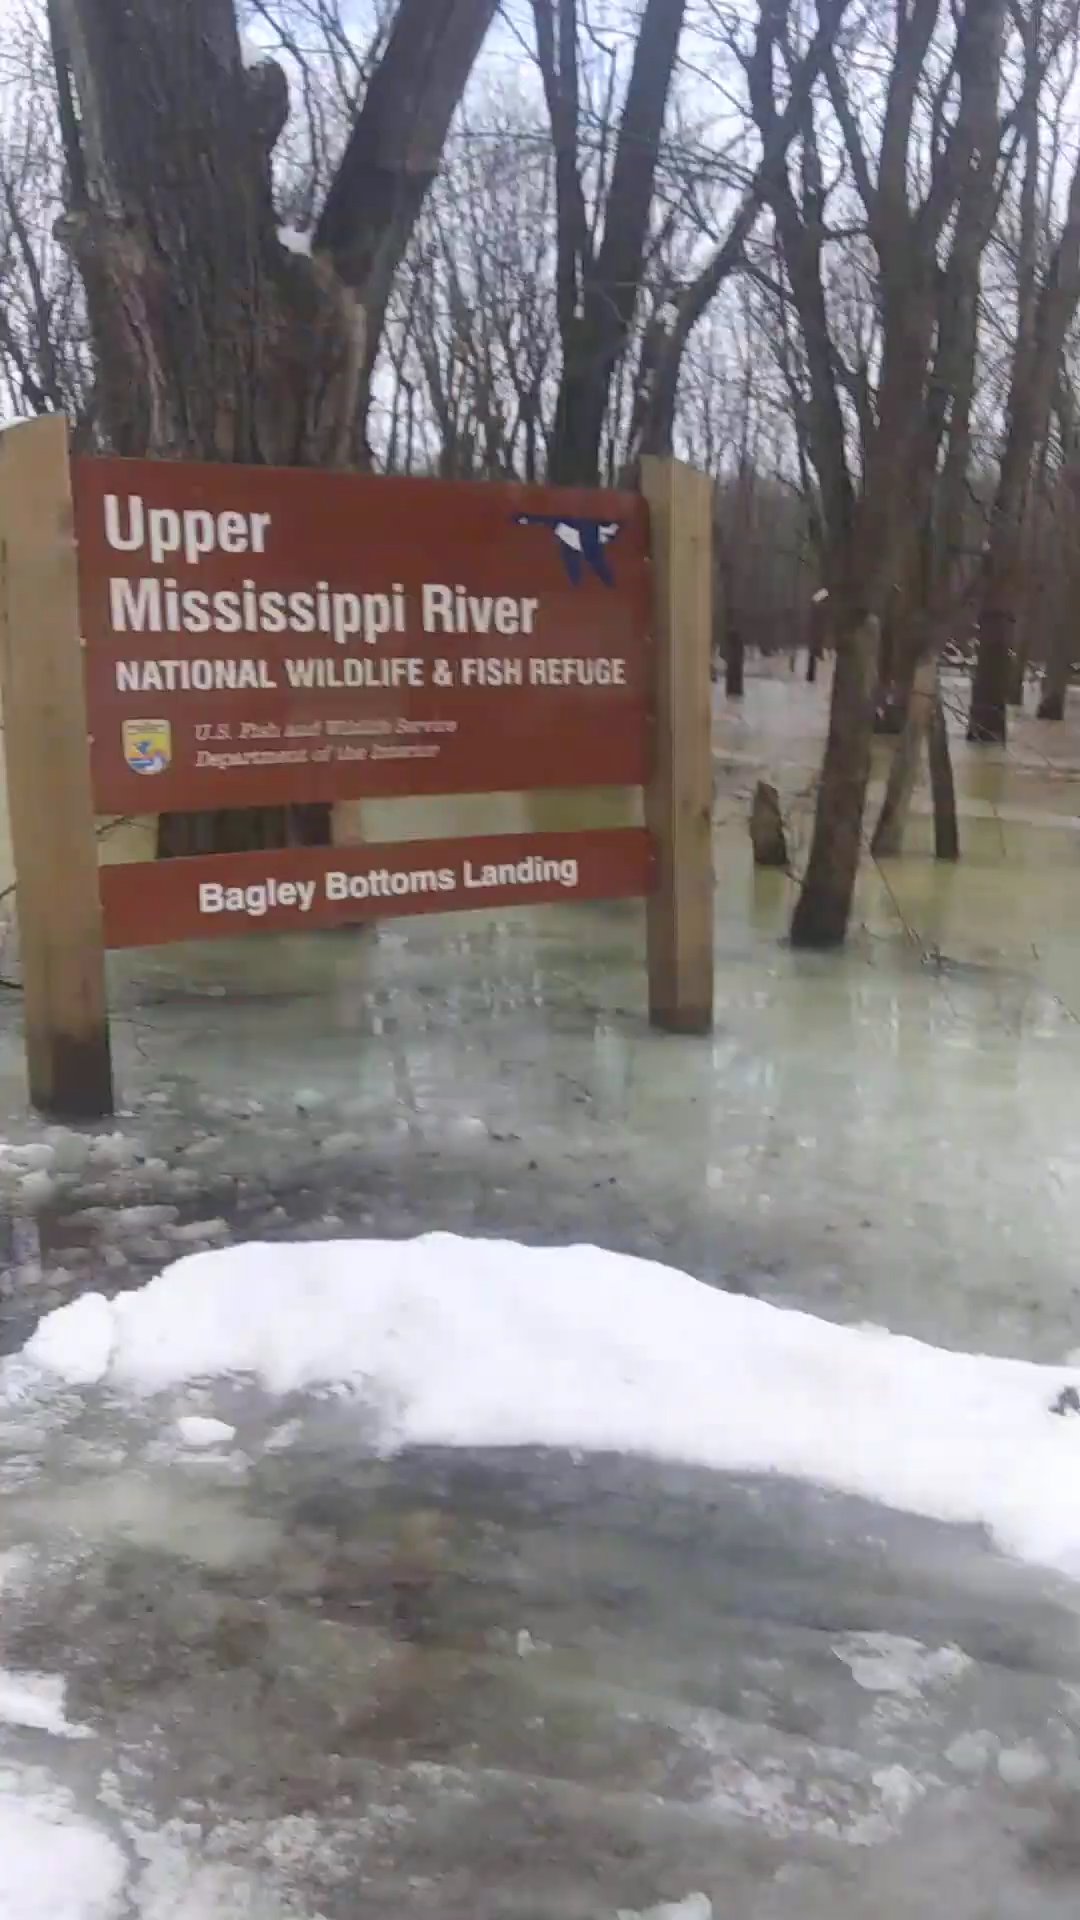 Upper
Mississippi River
NATIONAL WILDLIFE & FISH REFUGE
U.S. Fish and Wildlife Service
Department of the Interior
Bagley Bottoms Landing